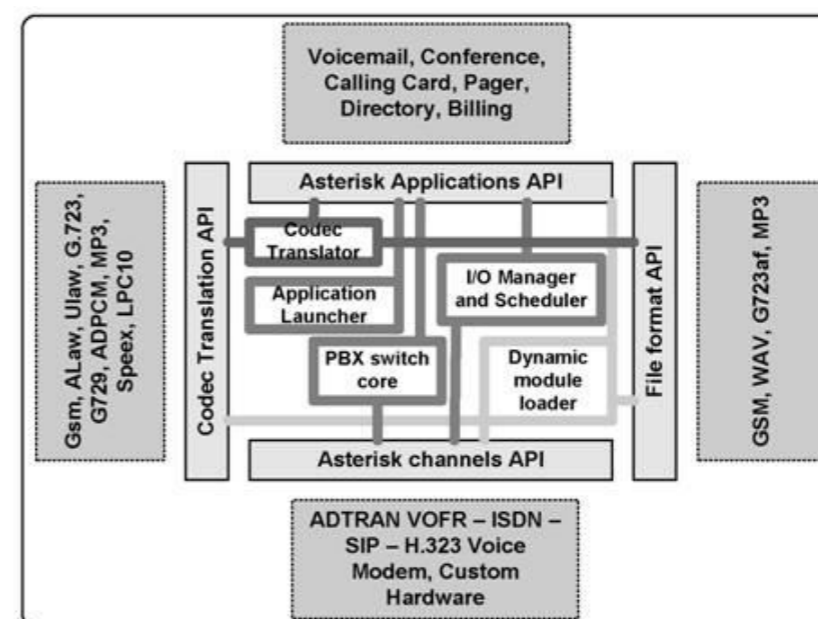 Voicemail, Conference,
Calling Card, Pager,
Directory, Billing
Asterisk Applications API
Gsm, ALaw, Ulaw, G.723,
G729, ADPCM, MP3,
Speex, LPC10
Codec Translation API
Codec
Translator
Application
Launcher
I/O Manager
and Scheduler
PBX switch
core
Dynamic
module
loader
File format API
GSM, WAV, G723af, MP3
Asterisk channels API
ADTRAN VOFR – ISDN –
SIP – H.323 Voice
Modem, Custom
Hardware